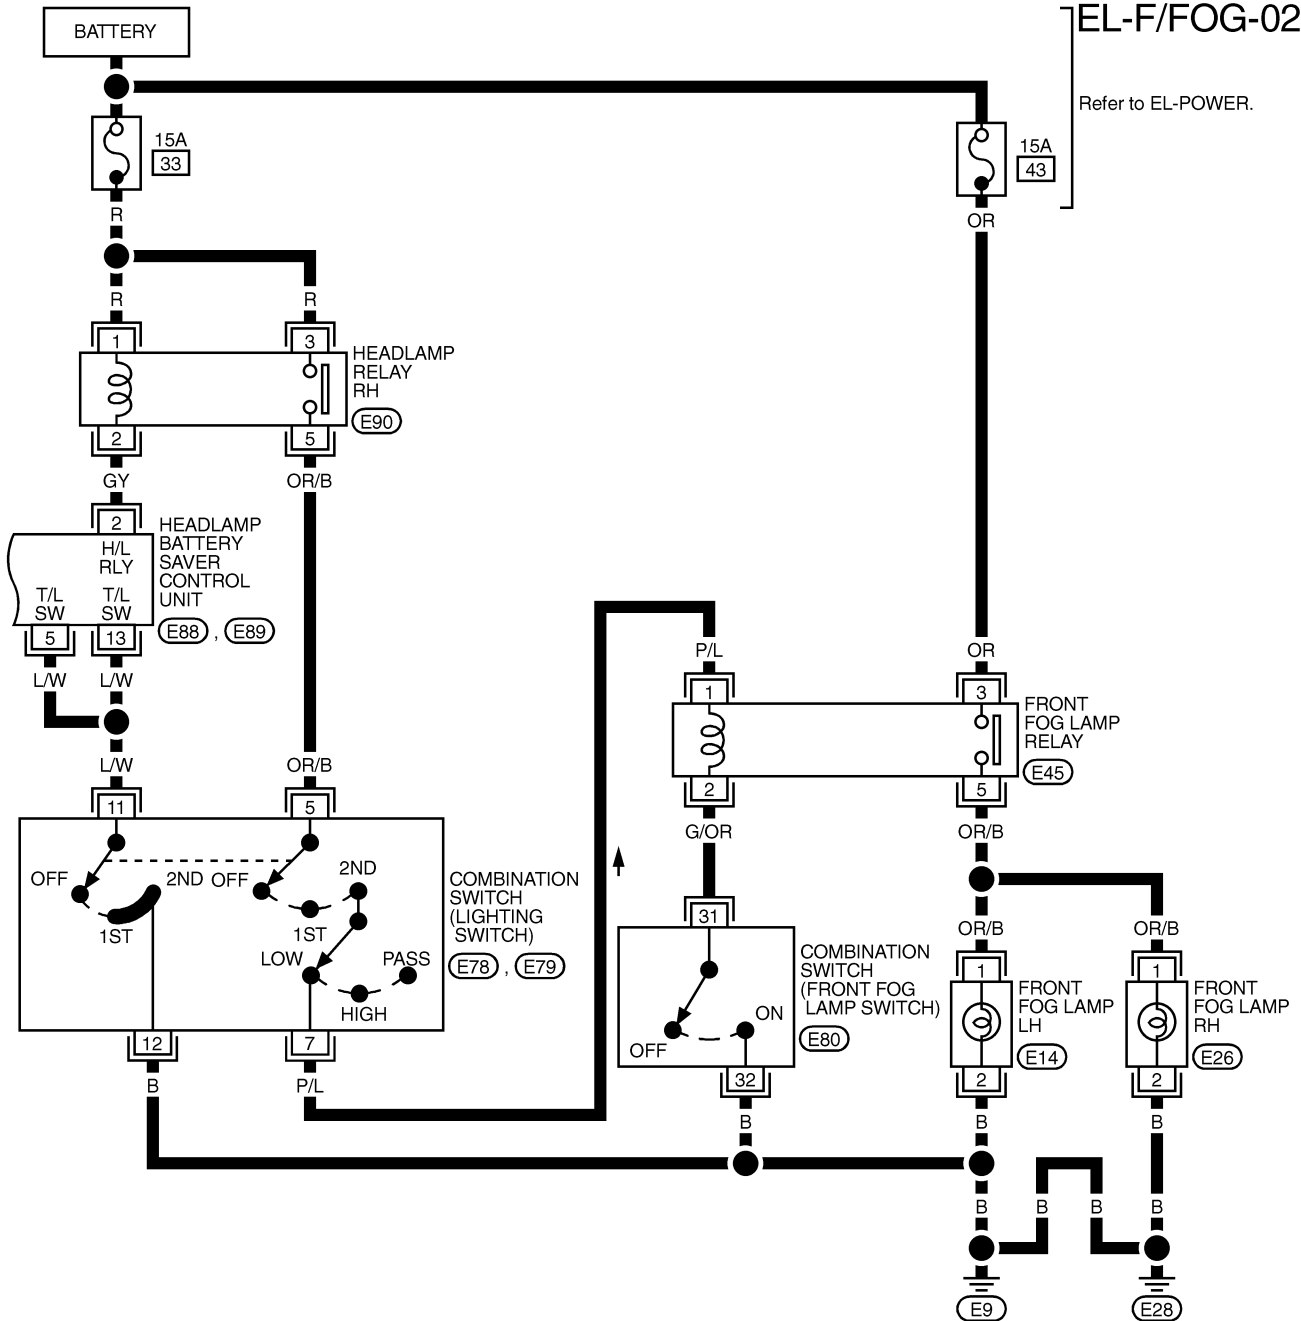 BATTERY
EL-F/FOG-02
Refer to EL-POWER.
15A
33
15A
43
R
OR
R
R
1
3
HEADLAMP
RELAY
RH
E90
2
5
GY
OR/B
2
HEADLAMP
BATTERY
SAVER
CONTROL
UNIT
E88 , E89
H/L
RLY
T/L
SW
T/L
SW
5
13
L/W
L/W
L/W
OR/B
P/L
OR
1
3
FRONT
FOG LAMP
RELAY
E45
2
5
G/OR
OR/B
11
5
OFF
2ND
1ST
OFF
2ND
1ST
LOW
PASS
HIGH
COMBINATION
SWITCH
(LIGHTING
SWITCH)
E78 , E79
12
7
B
P/L
31
OFF
ON
COMBINATION
SWITCH
(FRONT FOG
LAMP SWITCH)
E80
32
B
OR/B
OR/B
1
1
FRONT
FOG LAMP
LH
E14
FRONT
FOG LAMP
RH
E26
2
2
B
B
B
B
B
B
E9
E28